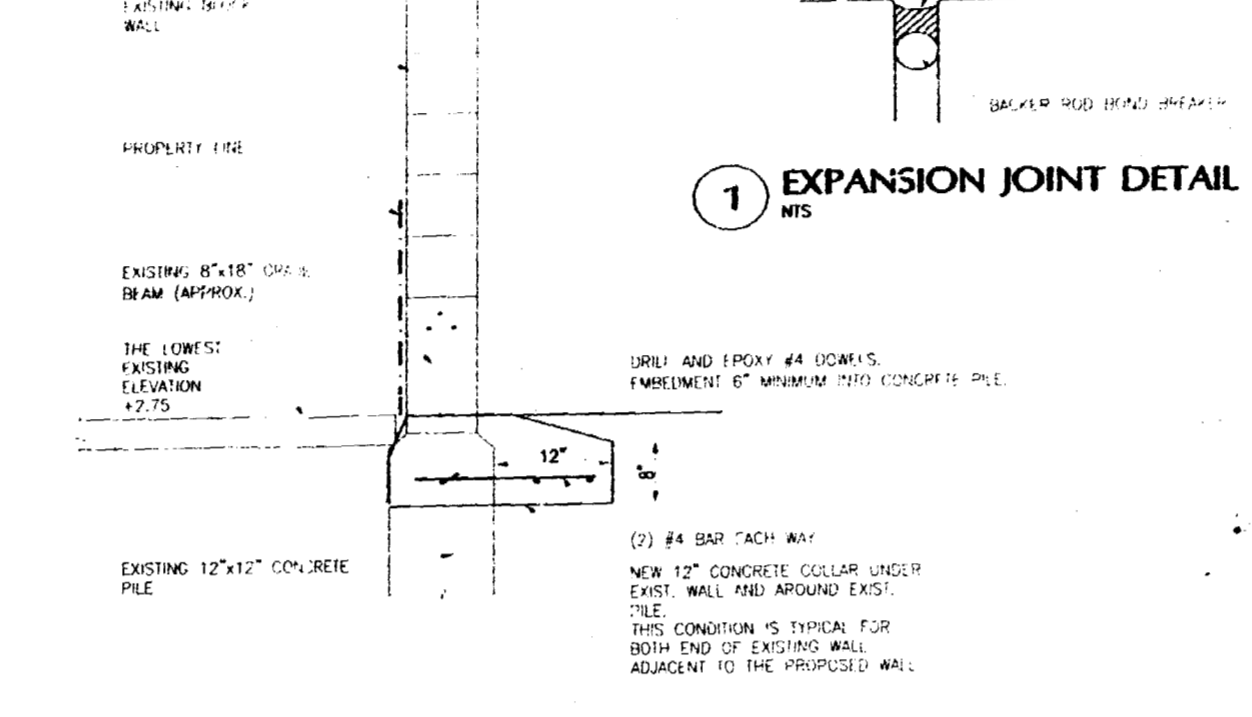 EXISTING BLOCK
WALL
PROPERTY LINE
EXISTING 8"x18" GRADE
BEAM (APPROX.)
THE LOWEST
EXISTING
ELEVATION
+2.75
EXISTING 12"x12" CONCRETE
PILE
12"
8"
BACKER ROD BOND BREAKER
1
EXPANSION JOINT DETAIL
NTS
DRILL AND EPOXY #4 DOWELS.
EMBEDMENT 6" MINIMUM INTO CONCRETE PILE.
(2) #4 BAR EACH WAY
NEW 12" CONCRETE COLLAR UNDER
EXIST. WALL AND AROUND EXIST.
PILE.
THIS CONDITION IS TYPICAL FOR
BOTH END OF EXISTING WALL
ADJACENT TO THE PROPOSED WALL